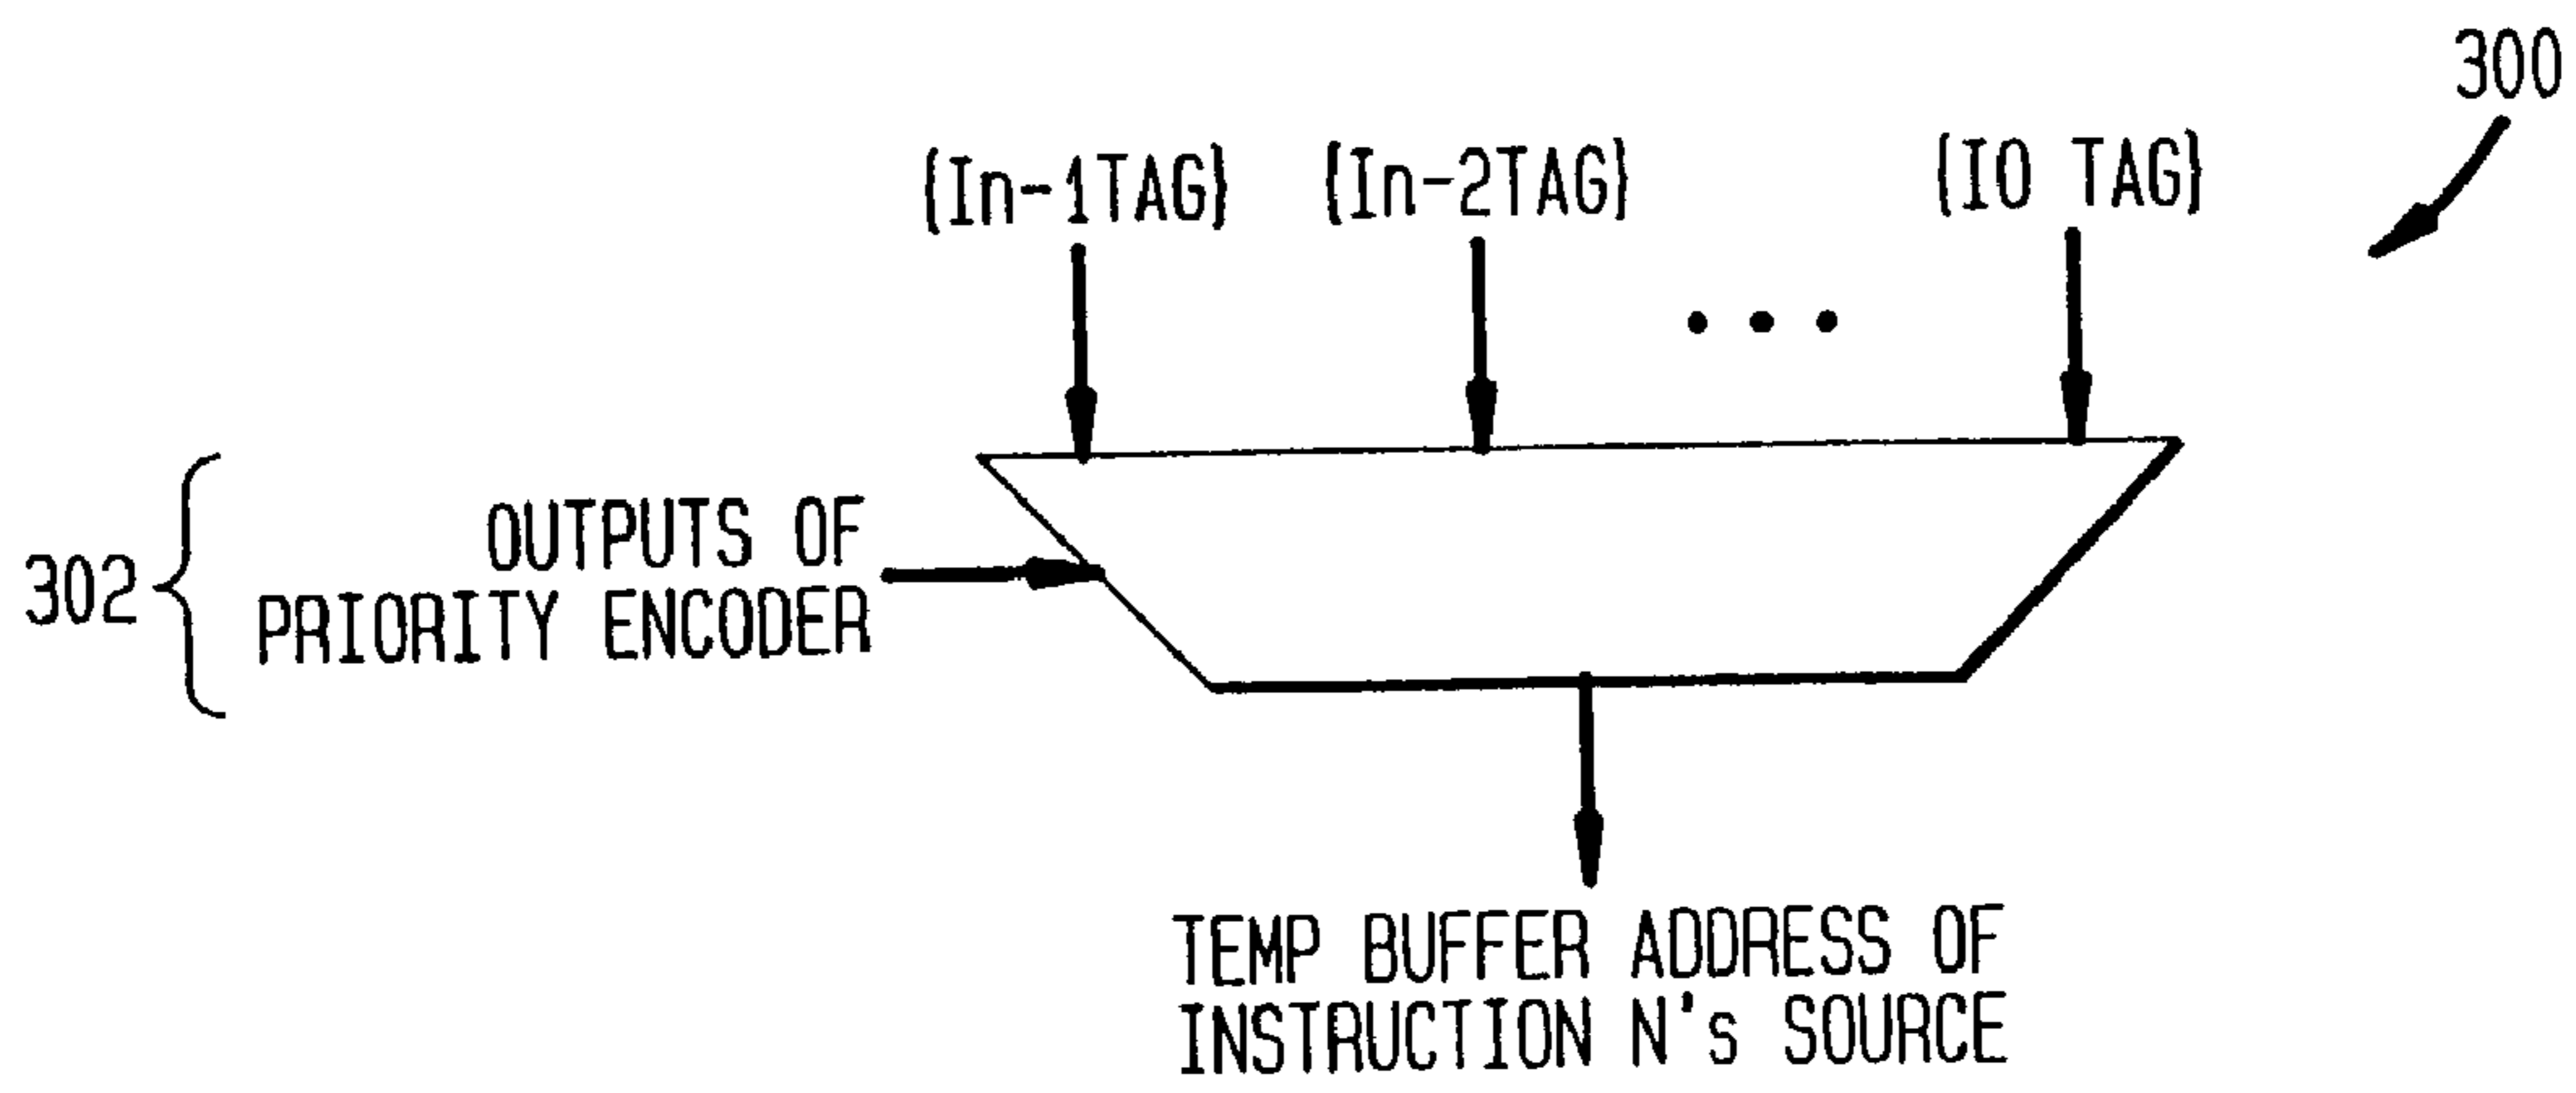 300
{In-1TAG} {In-2TAG} {I0 TAG}
• • •
302 { OUTPUTS OF
PRIORITY ENCODER
TEMP BUFFER ADDRESS OF
INSTRUCTION N's SOURCE